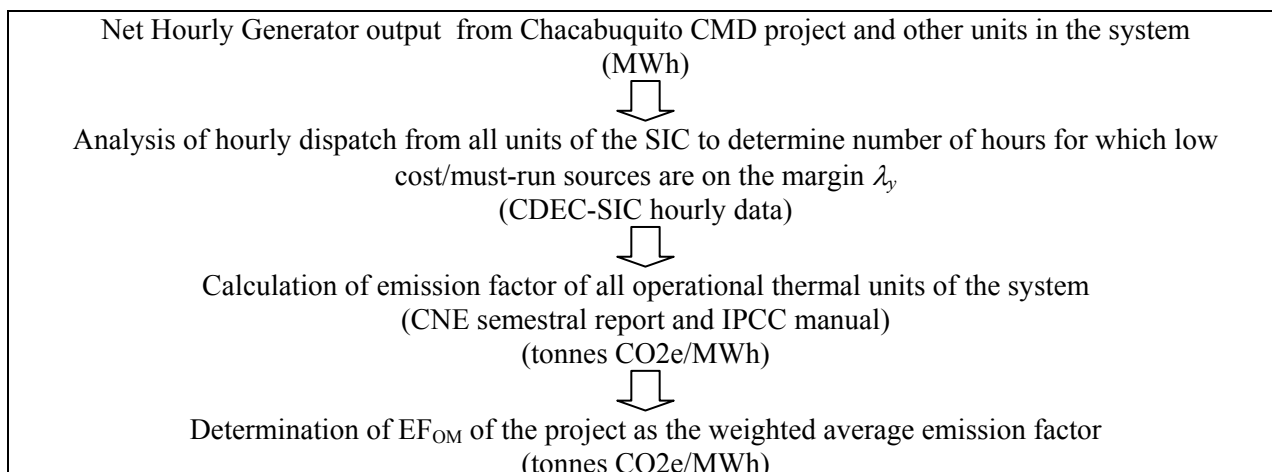 Net Hourly Generator output from Chacabuquito CMD project and other units in the system
(MWh)
Analysis of hourly dispatch from all units of the SIC to determine number of hours for which low
cost/must-run sources are on the margin λy
(CDEC-SIC hourly data)
Calculation of emission factor of all operational thermal units of the system
(CNE semestral report and IPCC manual)
(tonnes CO2e/MWh)
Determination of EFOM of the project as the weighted average emission factor
(tonnes CO2e/MWh)